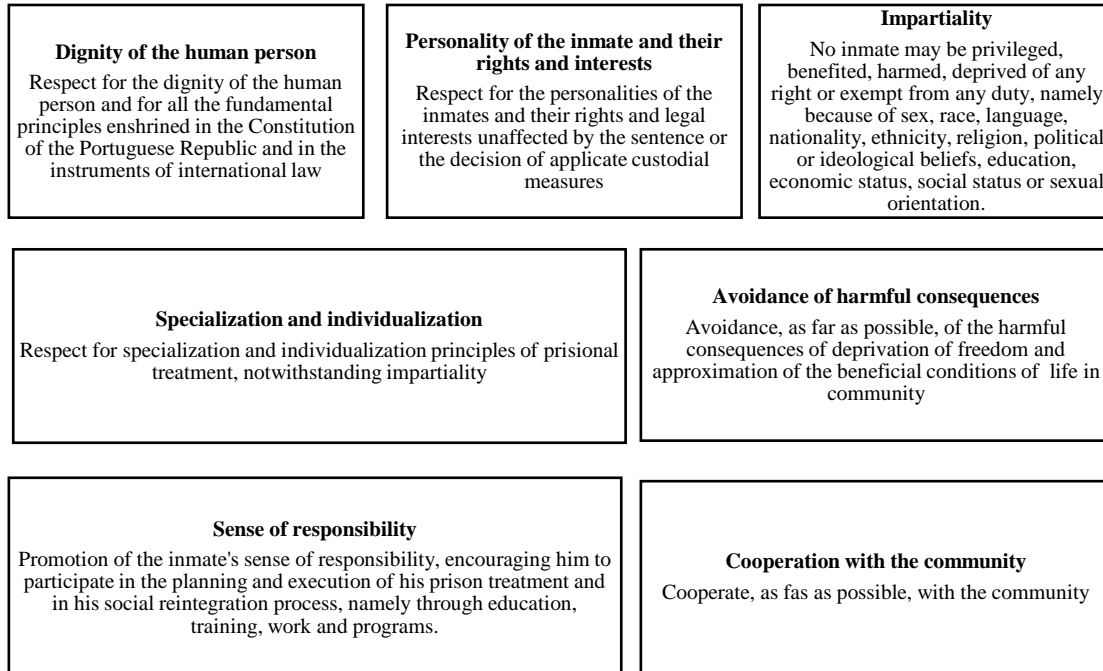 Dignity of the human person
Respect for the dignity of the human
person and for all the fundamental
principles enshrined in the Constitution
of the Portuguese Republic and in the
instruments of international law
Personality of the inmate and their
rights and interests
Respect for the personalities of the
inmates and their rights and legal
interests unaffected by the sentence or
the decision of applicate custodial
measures
Impartiality
No inmate may be privileged,
benefited, harmed, deprived of any
right or exempt from any duty, namely
because of sex, race, language,
nationality, ethnicity, religion, political
or ideological beliefs, education,
economic status, social status or sexual
orientation.
Specialization and individualization
Respect for specialization and individualization principles of prisional
treatment, notwithstanding impartiality
Avoidance of harmful consequences
Avoidance, as far as possible, of the harmful
consequences of deprivation of freedom and
approximation of the beneficial conditions of life in
community
Sense of responsibility
Promotion of the inmate's sense of responsibility, encouraging him to
participate in the planning and execution of his prison treatment and
in his social reintegration process, namely through education,
training, work and programs.
Cooperation with the community
Cooperate, as fas as possible, with the community